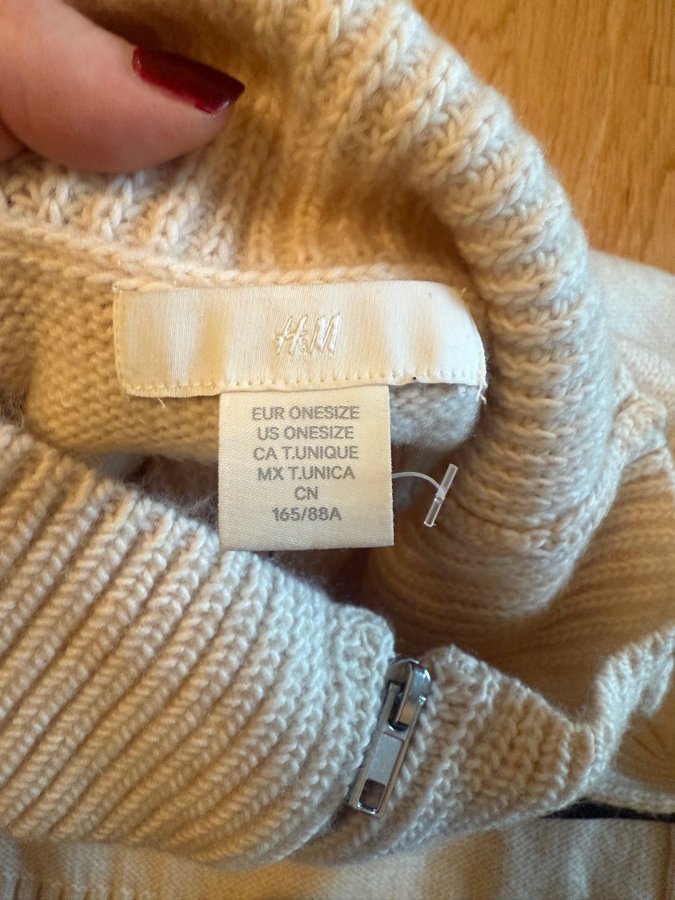 H&M
EUR ONESIZE
US ONESIZE
CA T.UNIQUE
MX T.UNICA
CN
165/88A